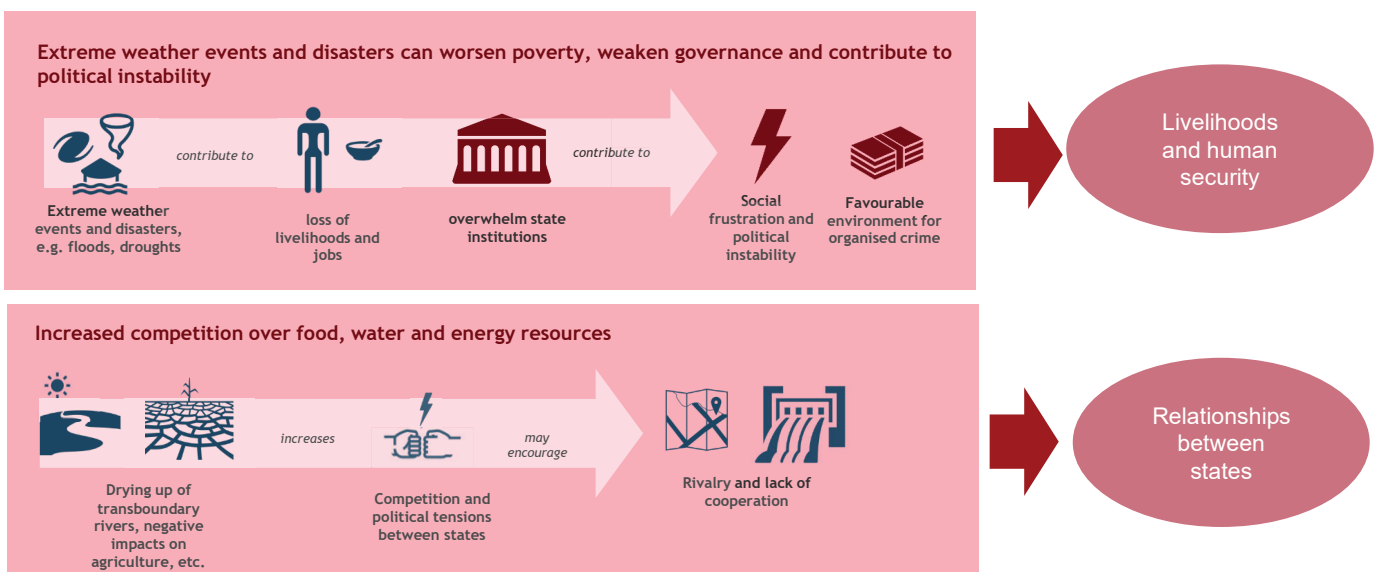 Extreme weather events and disasters can worsen poverty, weaken governance and contribute to
political instability
contribute to
contribute to
Extreme weather
events and disasters,
e.g. floods, droughts
loss of
livelihoods and
jobs
overwhelm state
institutions
Social
frustration and
political
instability
Favourable
environment for
organised crime
Livelihoods
and human
security
Increased competition over food, water and energy resources
increases
may
encourage
Drying up of
transboundary
rivers, negative
impacts on
agriculture, etc.
Competition and
political tensions
between states
Rivalry and lack of
cooperation
Relationships
between
states